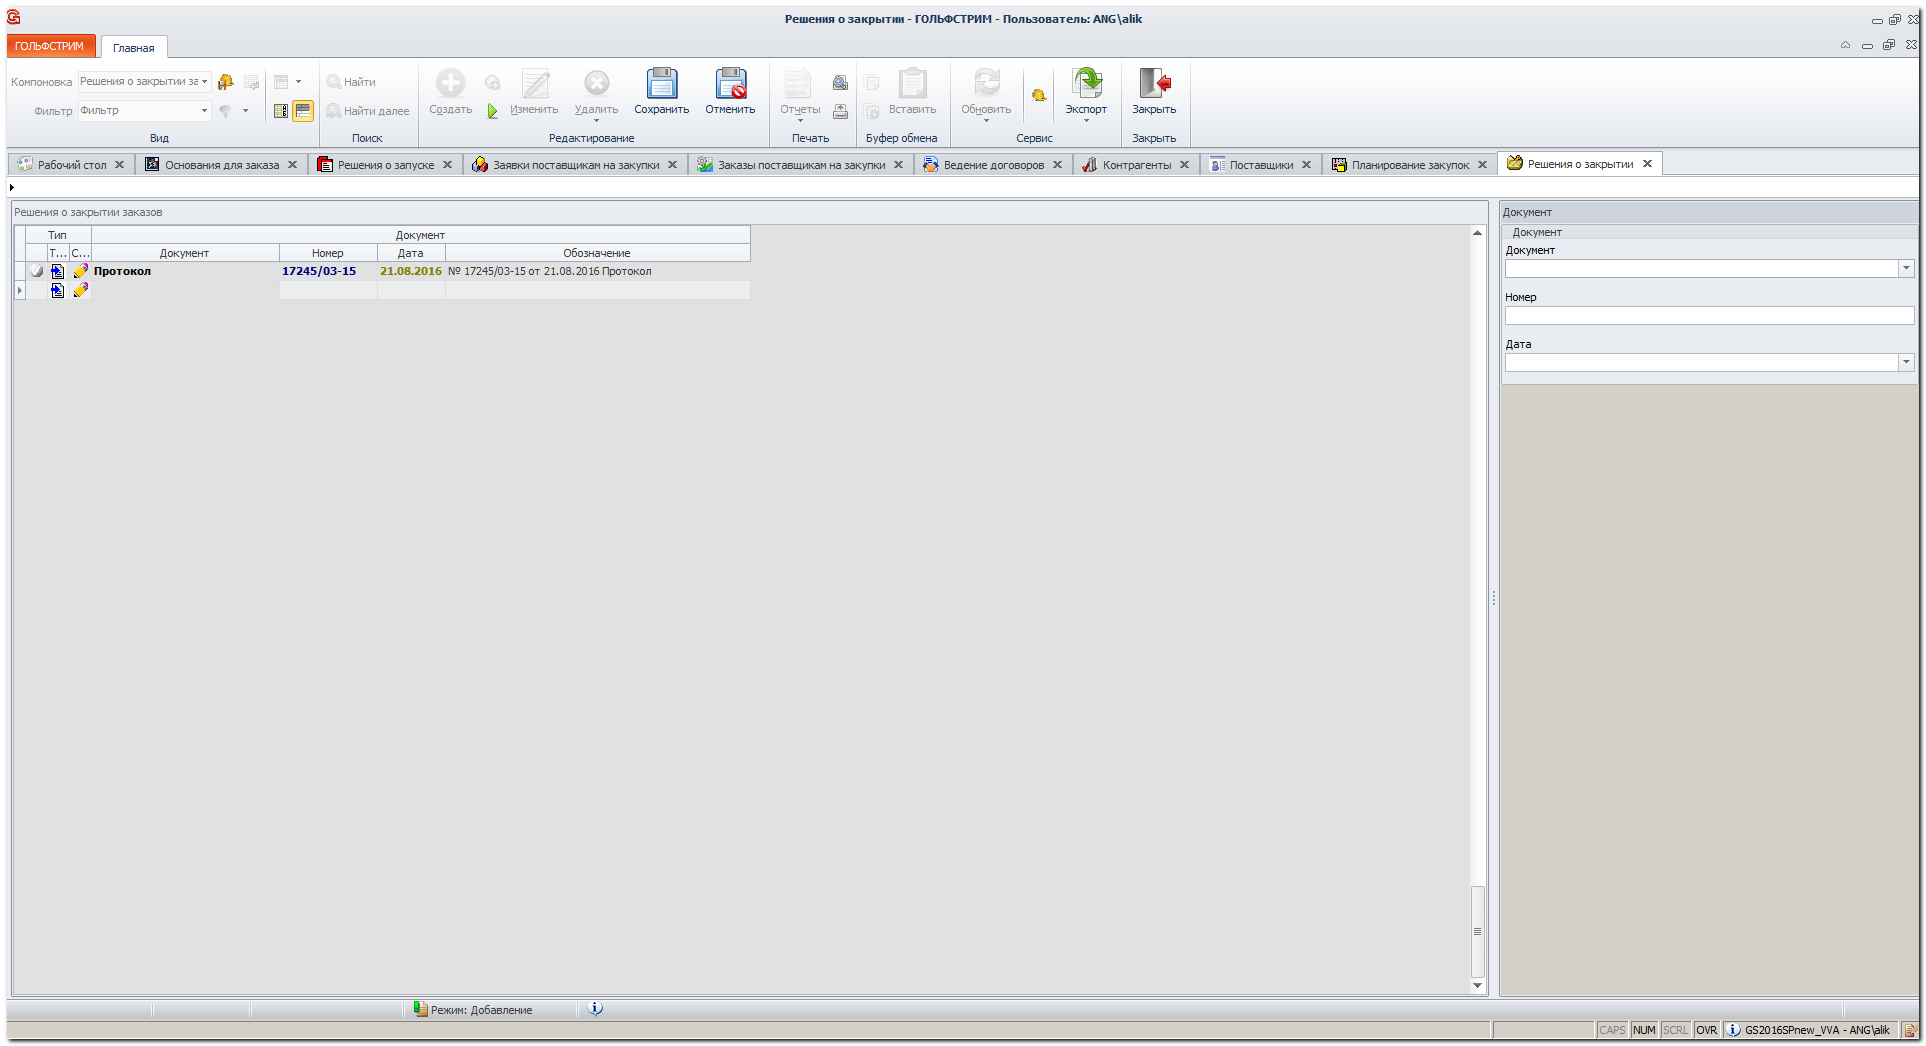 Решения о закрытии - ГОЛЬФСТРИМ - Пользователь: ANG\alik
ГОЛЬФСТРИМ Главная
Компоновка Решения о закрытии за
Фильтр Фильтр
Вид
Найти
Найти далее
Поиск
Создать Изменить Удалить Сохранить Отменить
Редактирование
Отчеты
Печать
Вставить
Буфер обмена
Обновить Экспорт
Сервис
Закрыть
Закрыть
Рабочий стол Основания для заказа Решения о запуске Заявки поставщикам на закупки Заказы поставщикам на закупки Ведение договоров Контрагенты Поставщики Планирование закупок Решения о закрытии
Решения о закрытии заказов
Тип Документ
Т... С... Документ Номер Дата Обозначение
Протокол 17245/03-15 21.08.2016 № 17245/03-15 от 21.08.2016 Протокол
Документ
Документ
Документ
Номер
Дата
Режим: Добавление
CAPS NUM SCRL OVR GS2016SPnew_VVA - ANG\alik